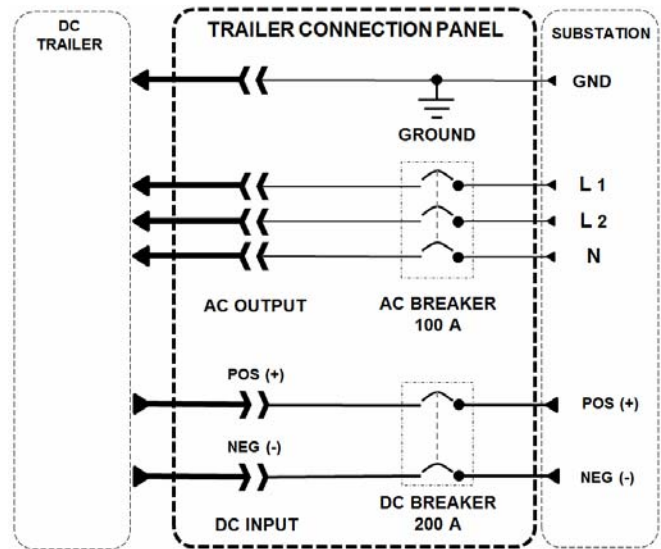 DC
TRAILER
TRAILER CONNECTION PANEL
SUBSTATION
GND
GROUND
L 1
L 2
N
AC OUTPUT
AC BREAKER
100 A
POS (+)
POS (+)
NEG (-)
NEG (-)
DC INPUT
DC BREAKER
200 A